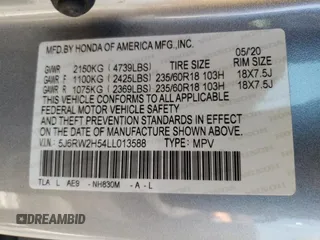 MFD.BY HONDA OF AMERICA MFG.,INC. 05/20
GVWR 2150KG (4739LBS) TIRE SIZE RIM SIZE
GAWR F 1100KG (2425LBS) 235/60R18 103H 18X7.5J
GAWR R 1075KG (2369LBS) 235/60R18 103H 18X7.5J
THIS VEHICLE CONFORMS TO ALL APPLICABLE
FEDERAL MOTOR VEHICLE SAFETY
AND THEFT PREVENTION STANDARDS IN EFFECT
ON THE DATE OF MANUFACTURE SHOWN ABOVE.
VIN: 5J6RW2H54LL013588 TYPE: MPV
TLA L AE9 -NH830M -A-L
DREAMBID